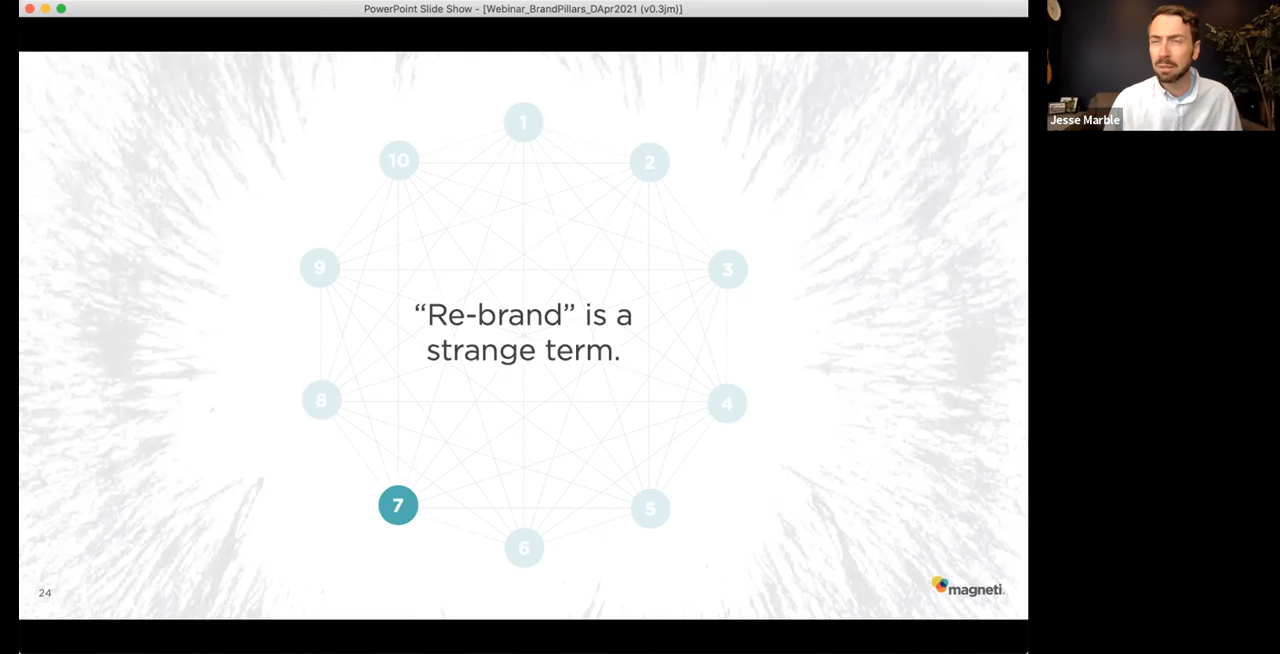 PowerPoint Slide Show - [Webinar_BrandPillars_DApr2021 (v0.3jm)]
Jesse Marble
1
10
2
9
3
“Re-brand” is a
strange term.
8
4
7
5
6
24
magneti.